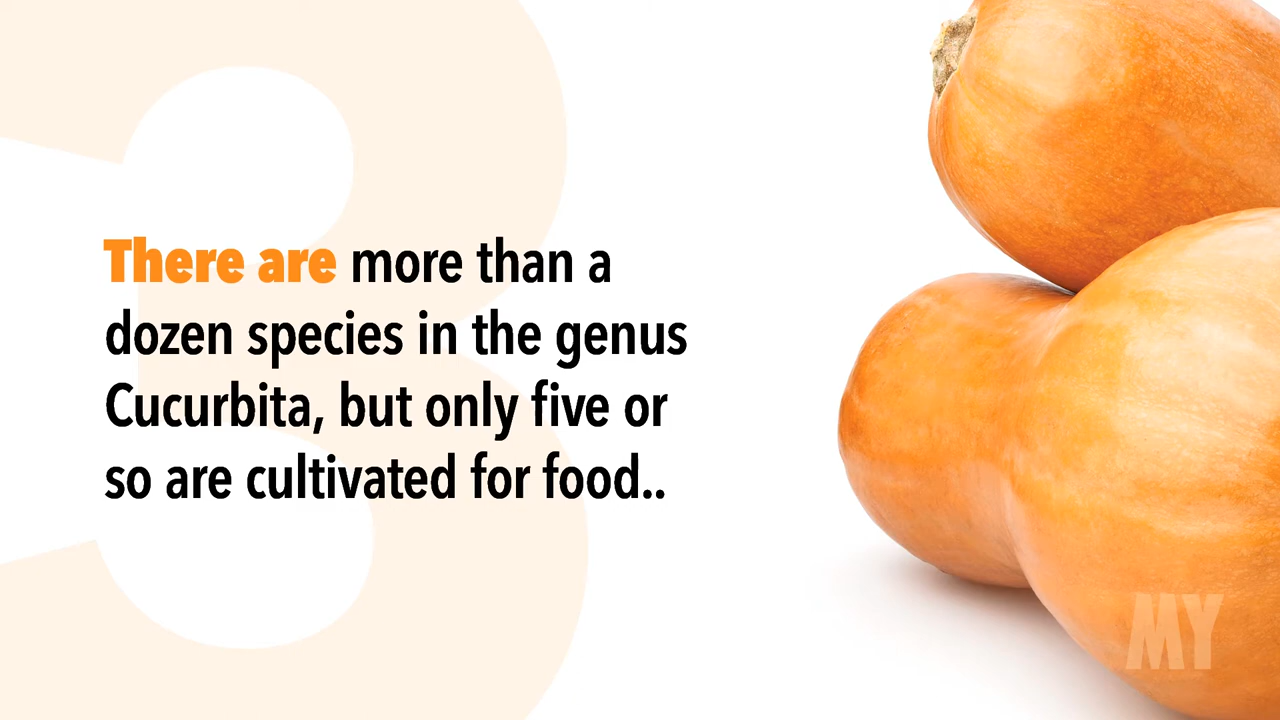 3
There are more than a
dozen species in the genus
Cucurbita, but only five or
so are cultivated for food..
MY